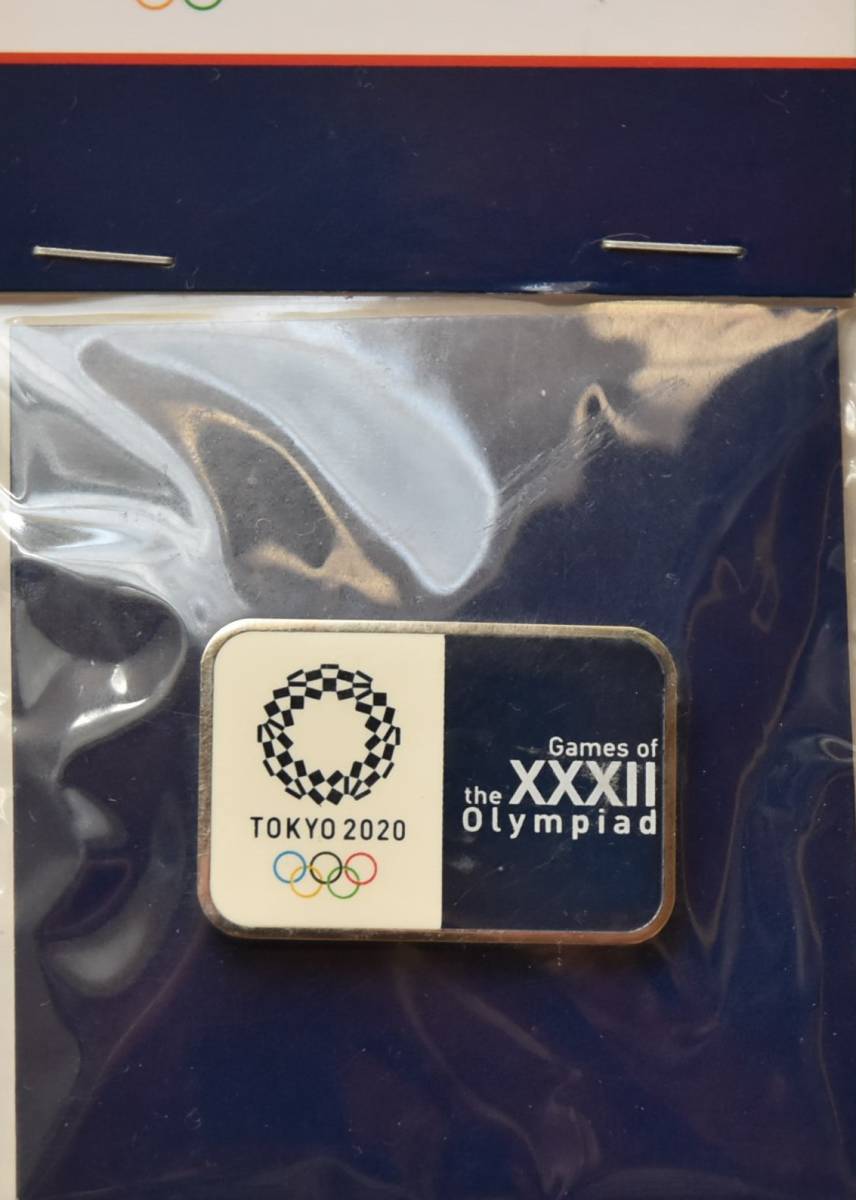 TOKYO 2020
Games of
the XXXII
Olympiad